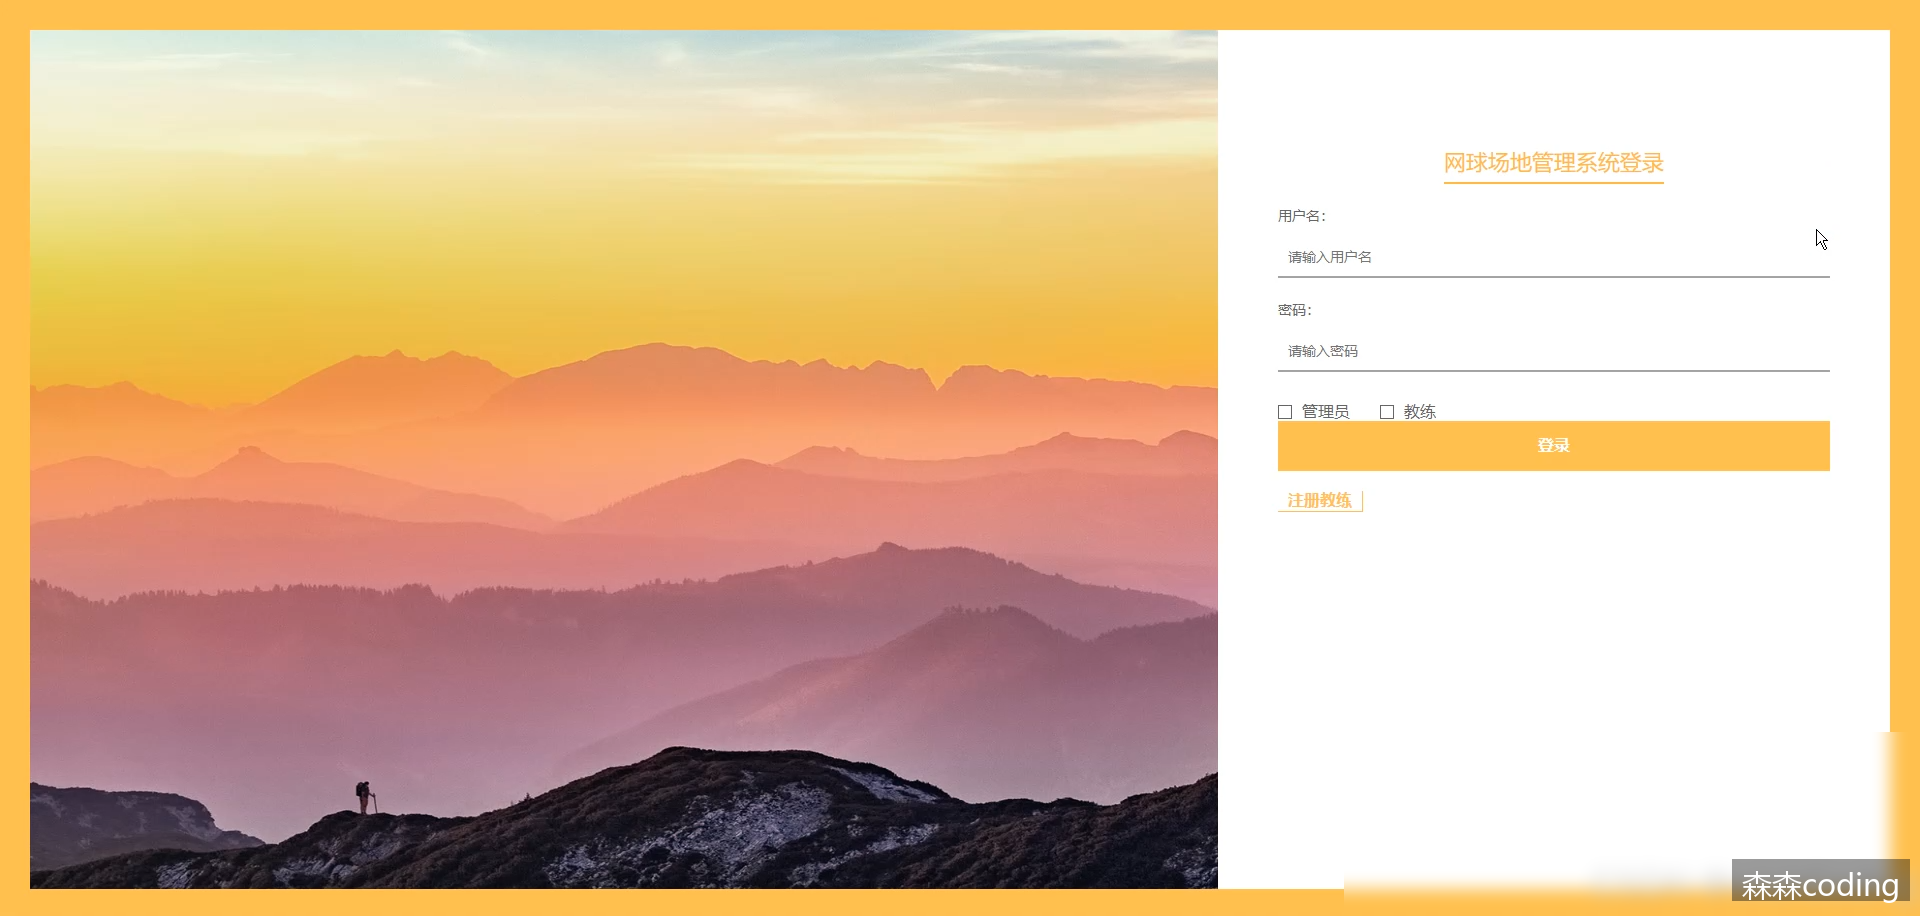 网球场地管理系统登录
用户名：
请输入用户名
密码：
请输入密码
管理员 教练
登录
注册教练
森森coding